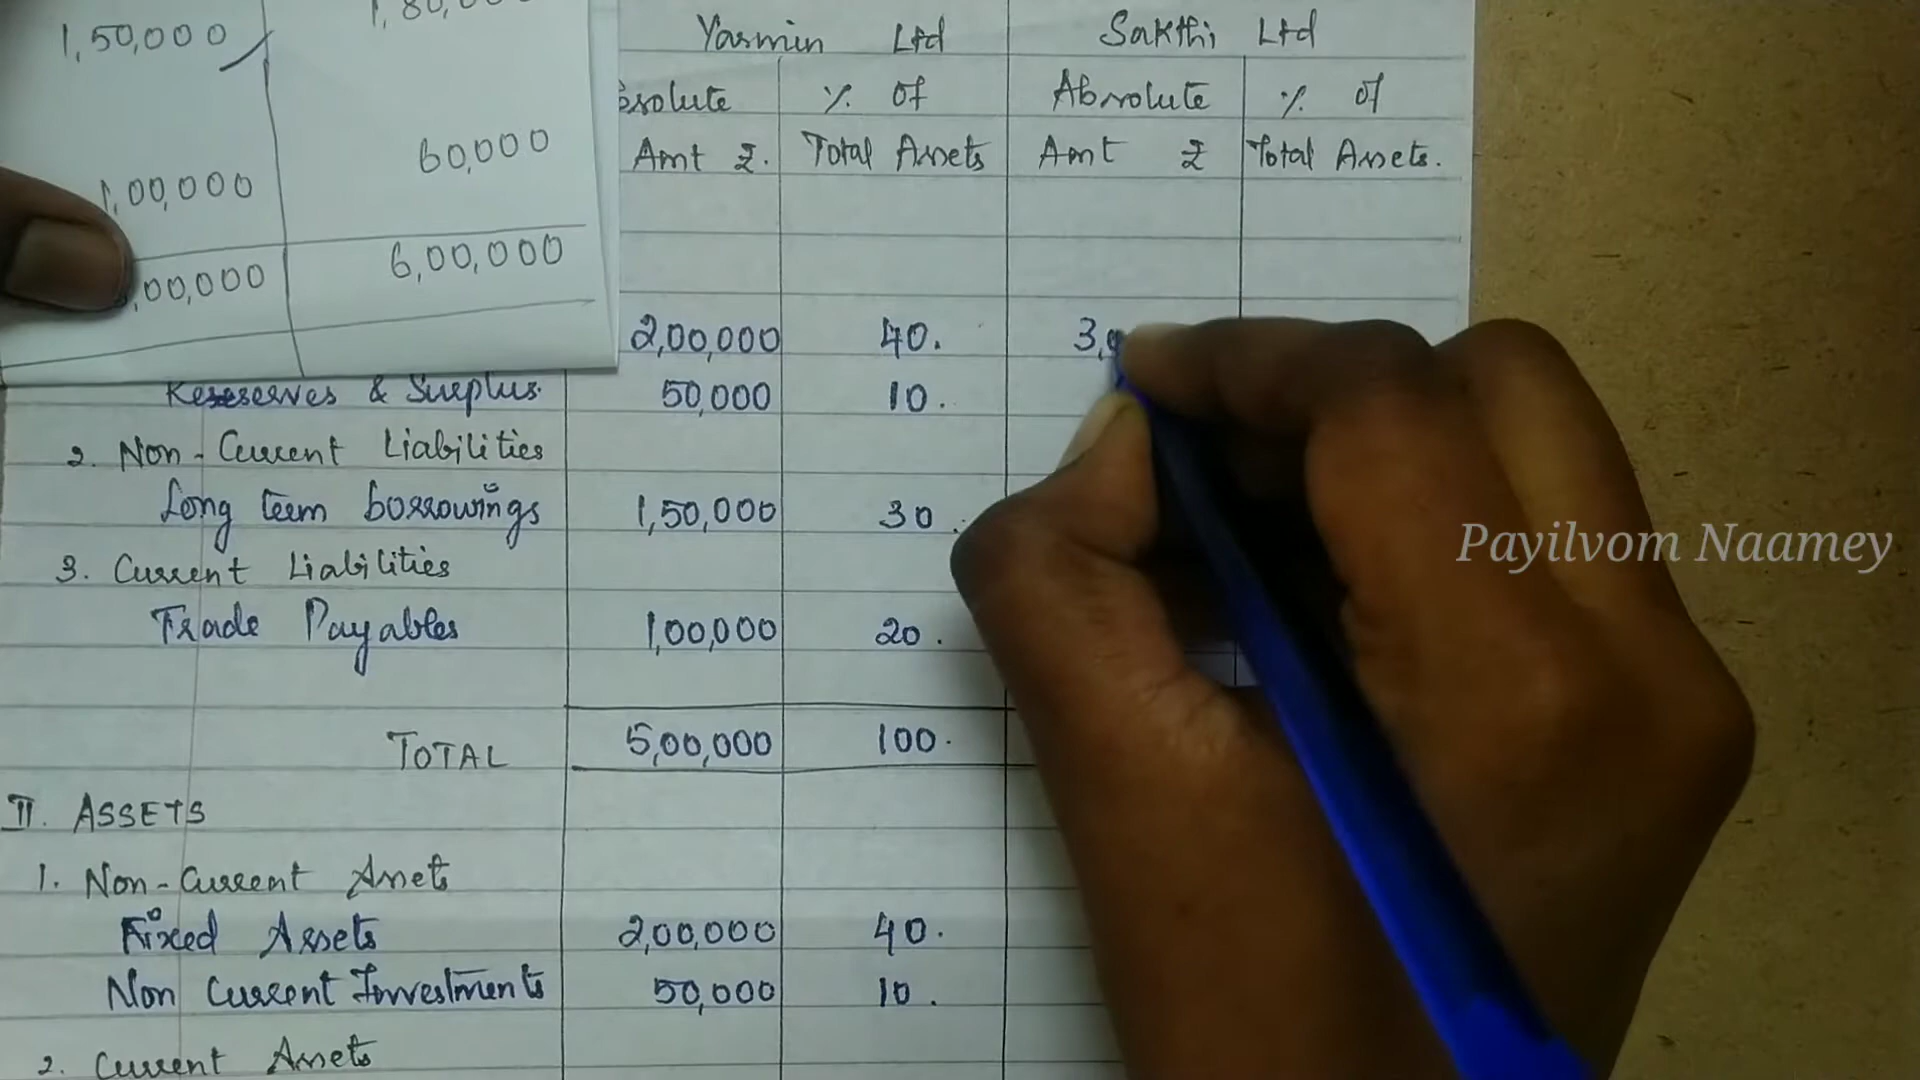 1,50,000
60,000
1,00,000
,00,000 6,00,000
Yasmin Ltd Sakthi Ltd
bsolute % of Absolute % of
Amt ₹. Total Assets Amt ₹ Total Assets.
2,00,000 40. 3,
Reseserves & Surplus. 50,000 10.
2. Non-Current Liabilities
Long term borrowings 1,50,000 30.
3. Current Liabilities
Trade Payables 1,00,000 20.
TOTAL 5,00,000 100.
II. ASSETS
1. Non-Current Assets
Fixed Assets 2,00,000 40.
Non Current Investments 50,000 10.
2. Current Assets
Payilvom Naamey